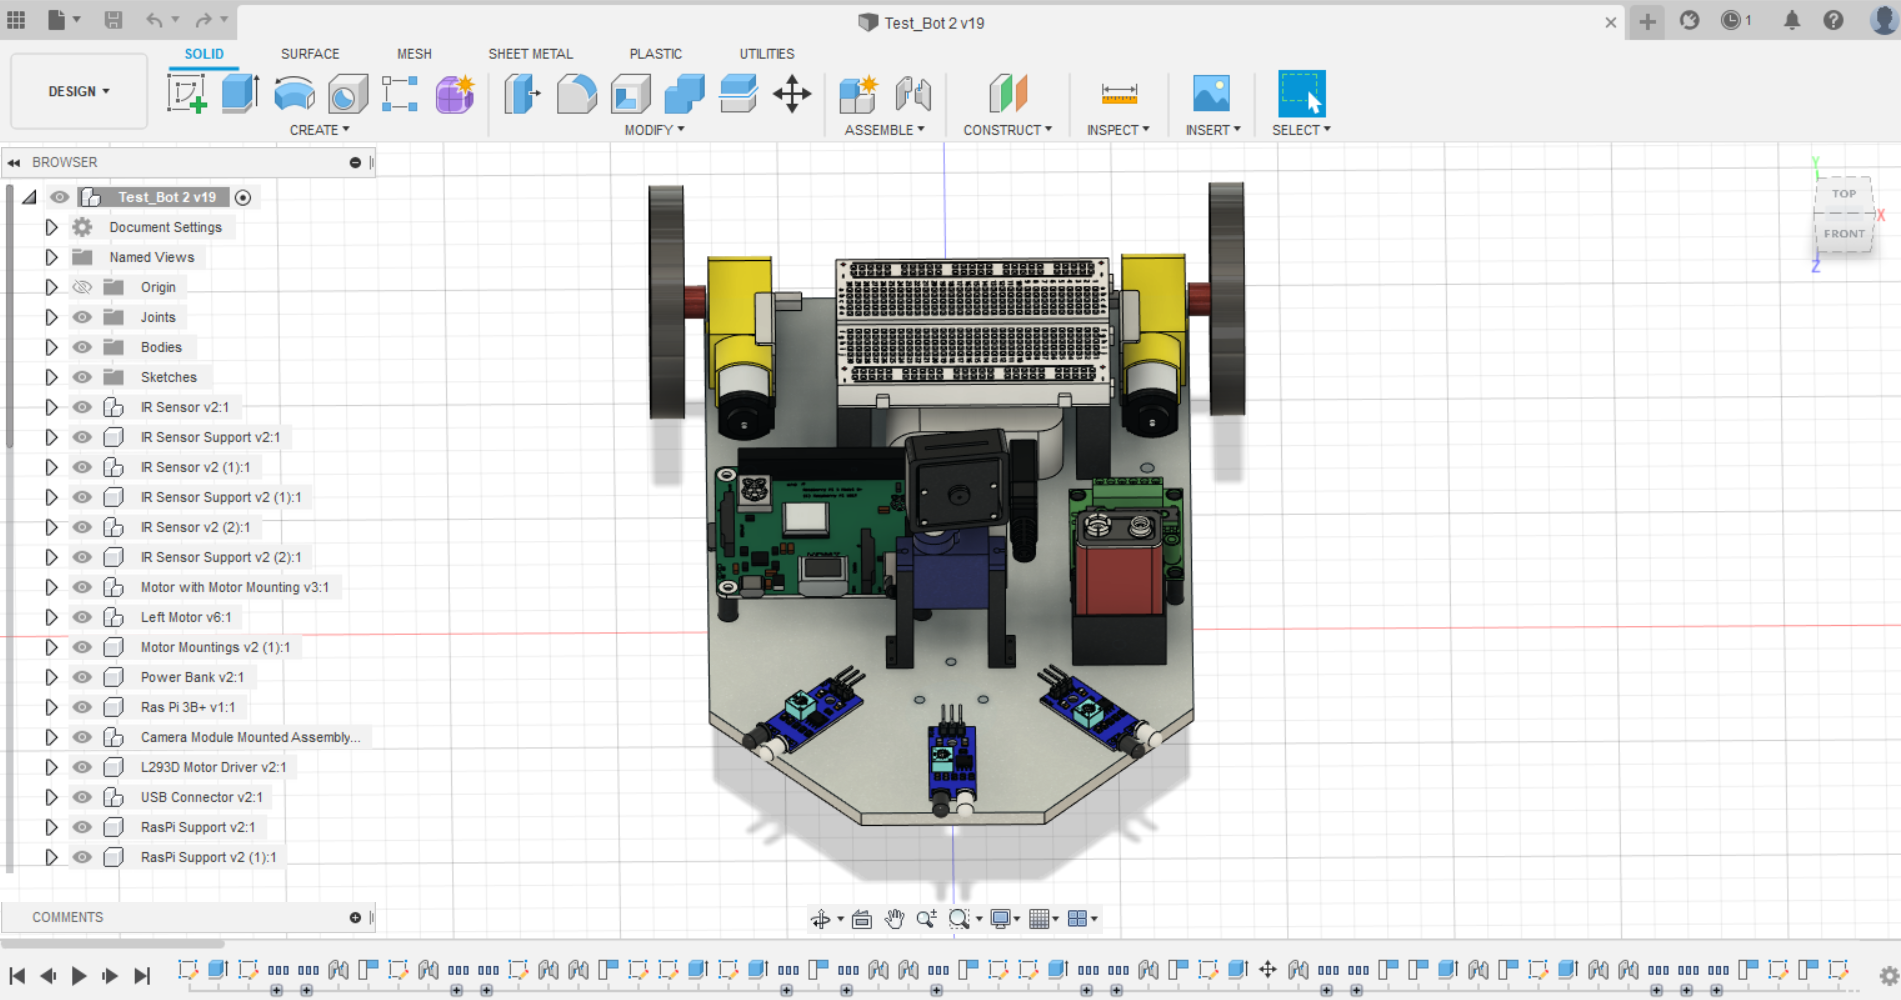 Test_Bot 2 v19
1
SOLID
SURFACE
MESH
SHEET METAL
PLASTIC
UTILITIES
DESIGN
CREATE
MODIFY
ASSEMBLE
CONSTRUCT
INSPECT
INSERT
SELECT
BROWSER
Test_Bot 2 v19
Document Settings
Named Views
Origin
Joints
Bodies
Sketches
IR Sensor v2:1
IR Sensor Support v2:1
IR Sensor v2 (1):1
IR Sensor Support v2 (1):1
IR Sensor v2 (2):1
IR Sensor Support v2 (2):1
Motor with Motor Mounting v3:1
Left Motor v6:1
Motor Mountings v2 (1):1
Power Bank v2:1
Ras Pi 3B+ v1:1
Camera Module Mounted Assembly...
L293D Motor Driver v2:1
USB Connector v2:1
RasPi Support v2:1
RasPi Support v2 (1):1
Y
TOP
X
FRONT
Z
COMMENTS